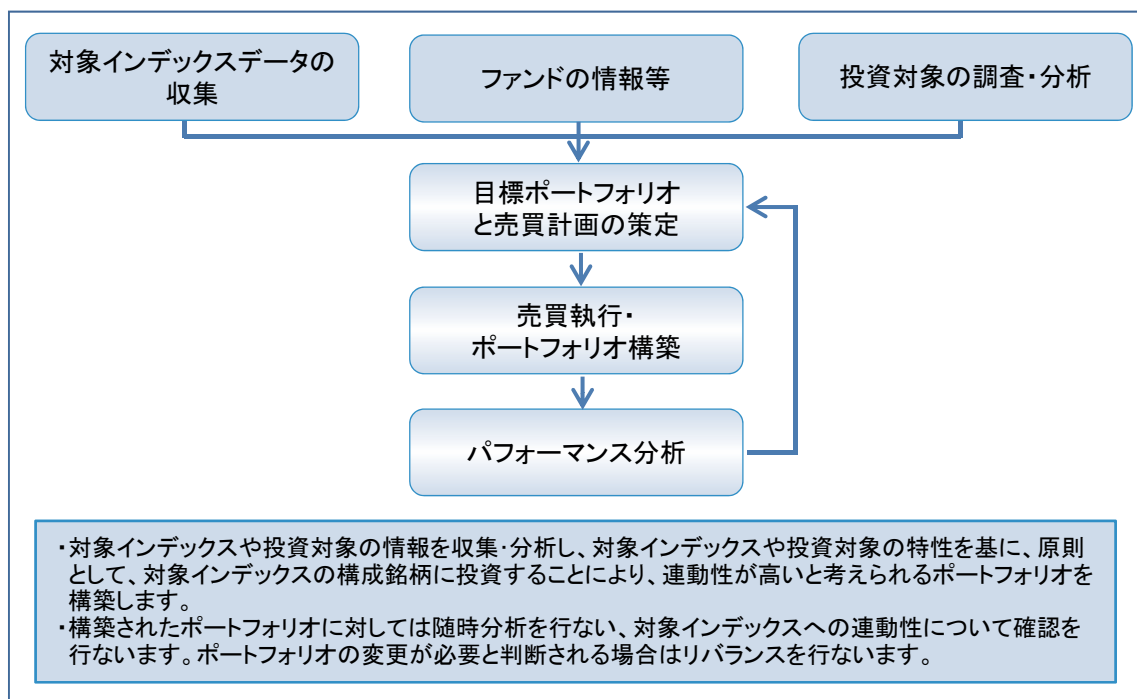 対象インデックスデータの
収集
ファンドの情報等
投資対象の調査・分析
目標ポートフォリオ
と売買計画の策定
売買執行・
ポートフォリオ構築
パフォーマンス分析
・対象インデックスや投資対象の情報を収集・分析し、対象インデックスや投資対象の特性を基に、原則
として、対象インデックスの構成銘柄に投資することにより、連動性が高いと考えられるポートフォリオを
構築します。
・構築されたポートフォリオに対しては随時分析を行ない、対象インデックスへの連動性について確認を
行ないます。ポートフォリオの変更が必要と判断される場合はリバランスを行ないます。